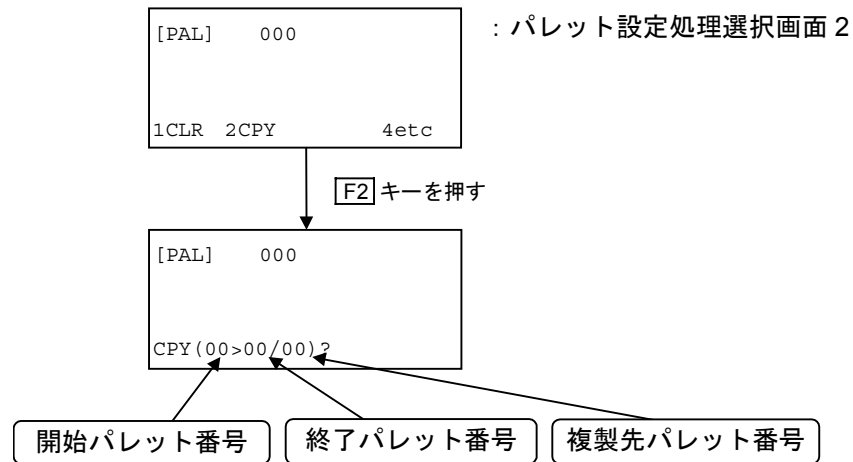 [PAL] 000
：パレット設定処理選択画面 2
1CLR 2CPY 4etc
F2 キーを押す
[PAL] 000
CPY(00>00/00)?
開始パレット番号
終了パレット番号
複製先パレット番号